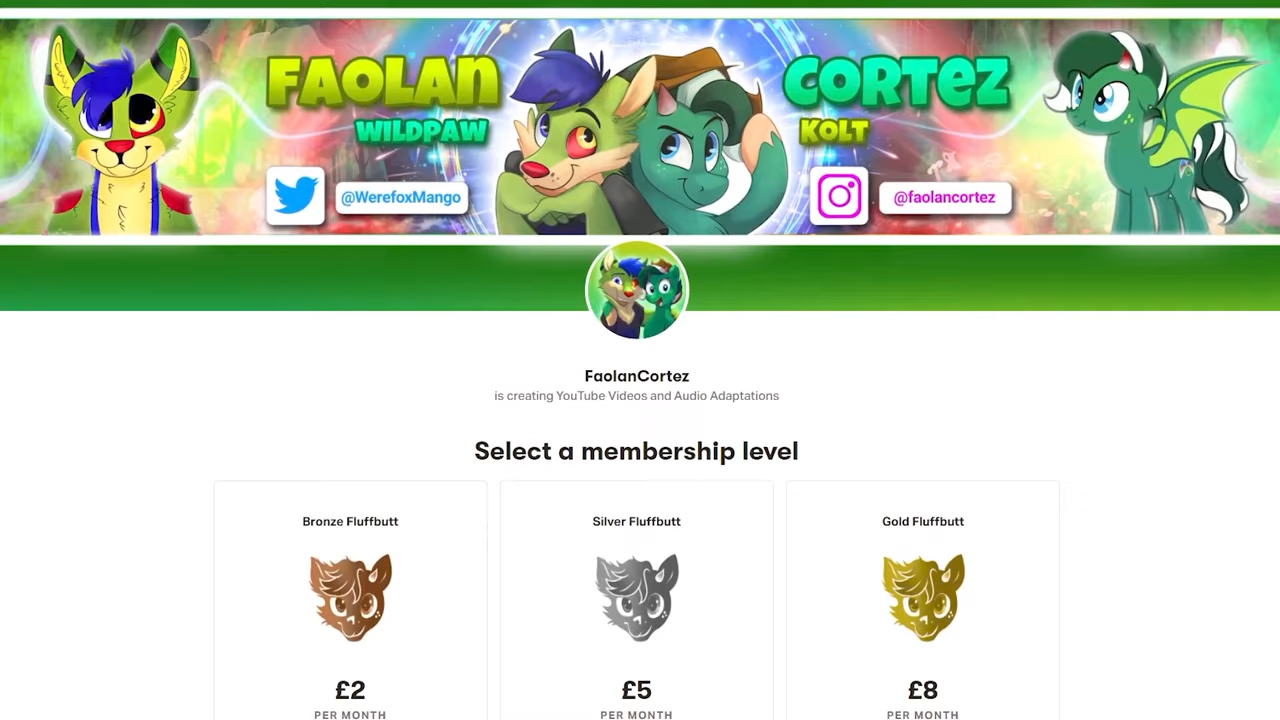 FAOLAN
WILDPAW
CORTEZ
KOLT
@WerefoxMango
@faolancortez
FaolanCortez
is creating YouTube Videos and Audio Adaptations
Select a membership level
Bronze Fluffbutt
Silver Fluffbutt
Gold Fluffbutt
£2
PER MONTH
£5
PER MONTH
£8
PER MONTH